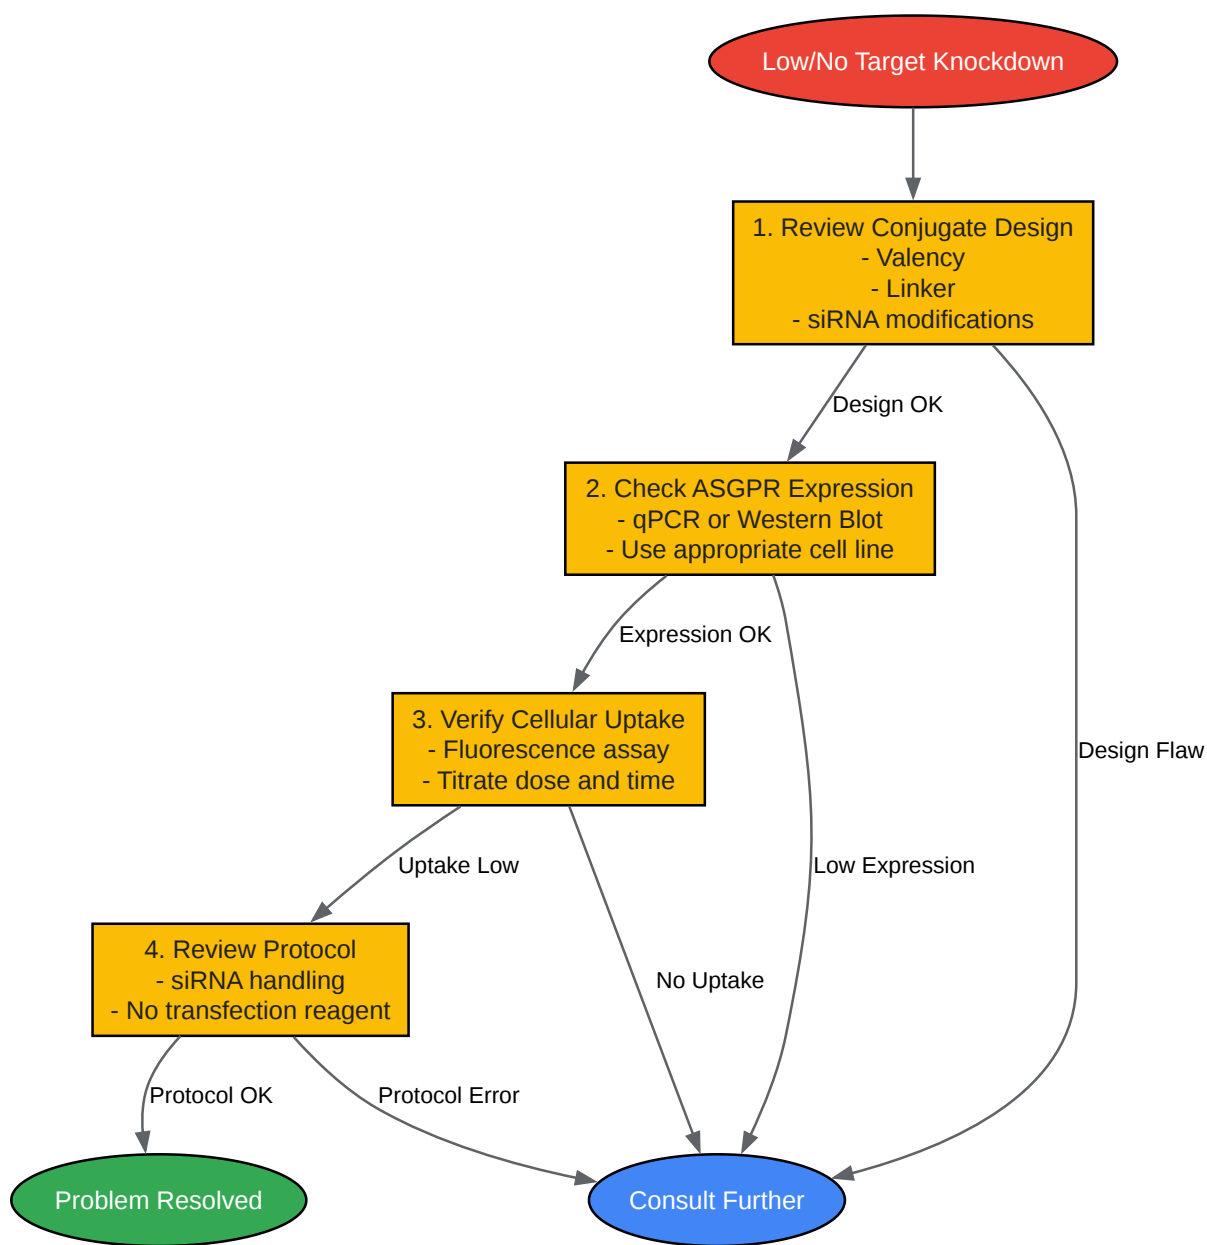 Low/No Target Knockdown
1. Review Conjugate Design
- Valency
- Linker
- siRNA modifications
Design OK
2. Check ASGPR Expression
- qPCR or Western Blot
- Use appropriate cell line
Expression OK
3. Verify Cellular Uptake
- Fluorescence assay
- Titrate dose and time
Design Flaw
Uptake Low
Low Expression
4. Review Protocol
- siRNA handling
- No transfection reagent
No Uptake
Protocol OK
Protocol Error
Problem Resolved
Consult Further